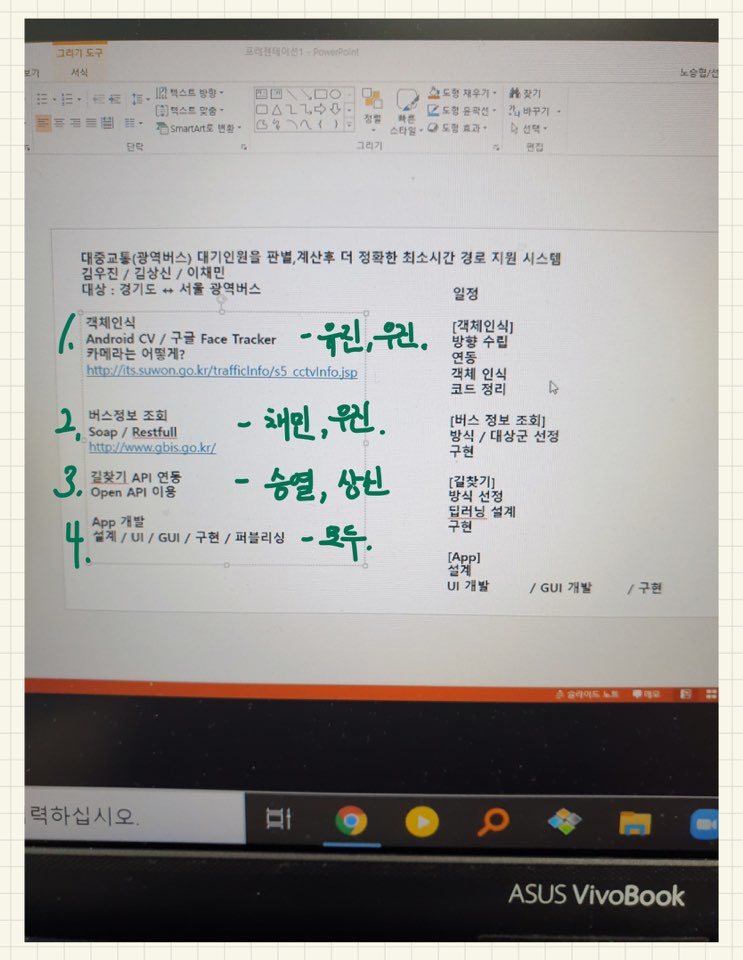 그리기 도구
프레젠테이션1 - PowerPoint
보기
서식
노승협/선
텍스트 방향
텍스트 맞춤
SmartArt로 변환
단락
정렬
빠른
스타일
도형 채우기
도형 윤곽선
도형 효과
그리기
찾기
바꾸기
선택
편집
대중교통(광역버스) 대기인원을 판별,계산후 더 정확한 최소시간 경로 지원 시스템
김우진 / 김상신 / 이채민
대상 : 경기도 ↔ 서울 광역버스
1. 객체인식
Android CV / 구글 Face Tracker - 유진, 우진.
카메라는 어떻게?
http://its.suwon.go.kr/trafficInfo/s5_cctvInfo.jsp
2. 버스정보 조회
Soap / Restfull - 채민, 우진.
http://www.gbis.go.kr/
3. 길찾기 API 연동 - 승열, 상신
Open API 이용
4. App 개발
설계 / UI / GUI / 구현 / 퍼블리싱 - 모두.
일정
[객체인식]
방향 수립
연동
객체 인식
코드 정리
[버스 정보 조회]
방식 / 대상군 선정
구현
[길찾기]
방식 선정
딥러닝 설계
구현
[App]
설계
UI 개발 / GUI 개발 / 구현
슬라이드 노트
메모
력하십시오.
ASUS VivoBook